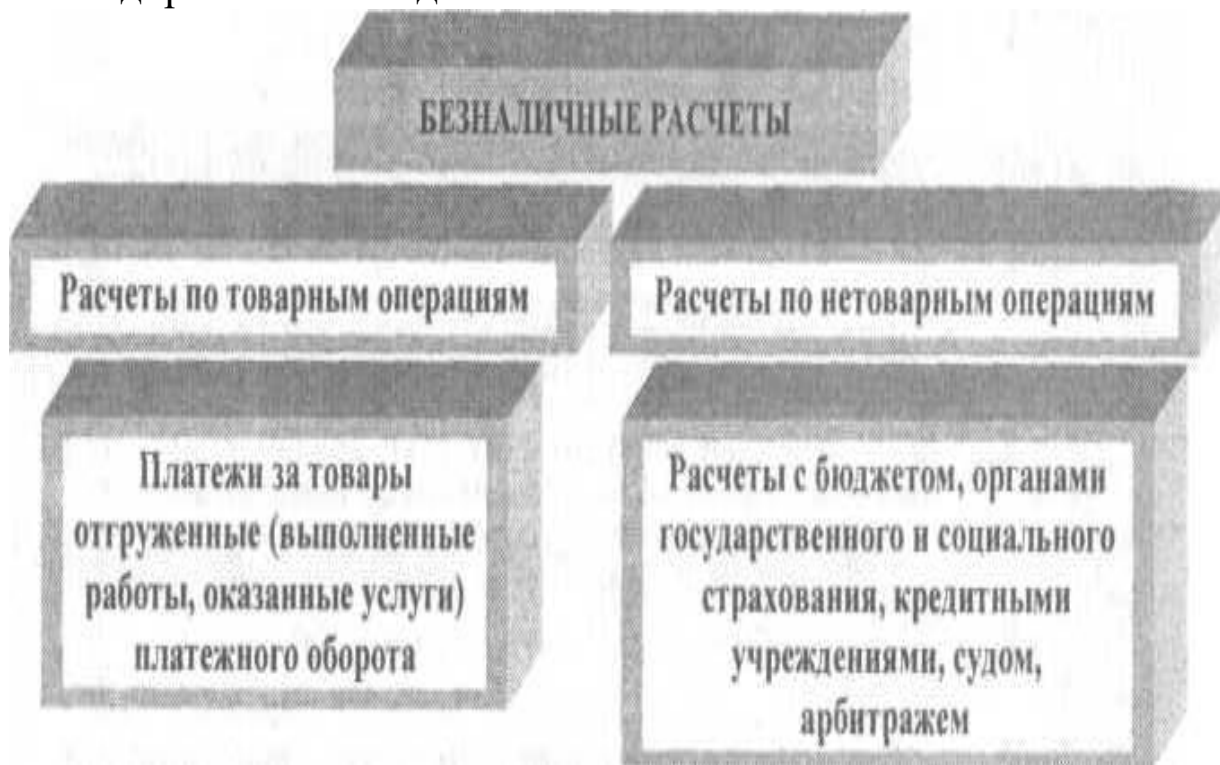 БЕЗНАЛИЧНЫЕ РАСЧЕТЫ
Расчеты по товарным операциям
Расчеты по нетоварным операциям
Платежи за товары
отгруженные (выполненные
работы, оказанные услуги)
платежного оборота
Расчеты с бюджетом, органами
государственного и социального
страхования, кредитными
учреждениями, судом,
арбитражем